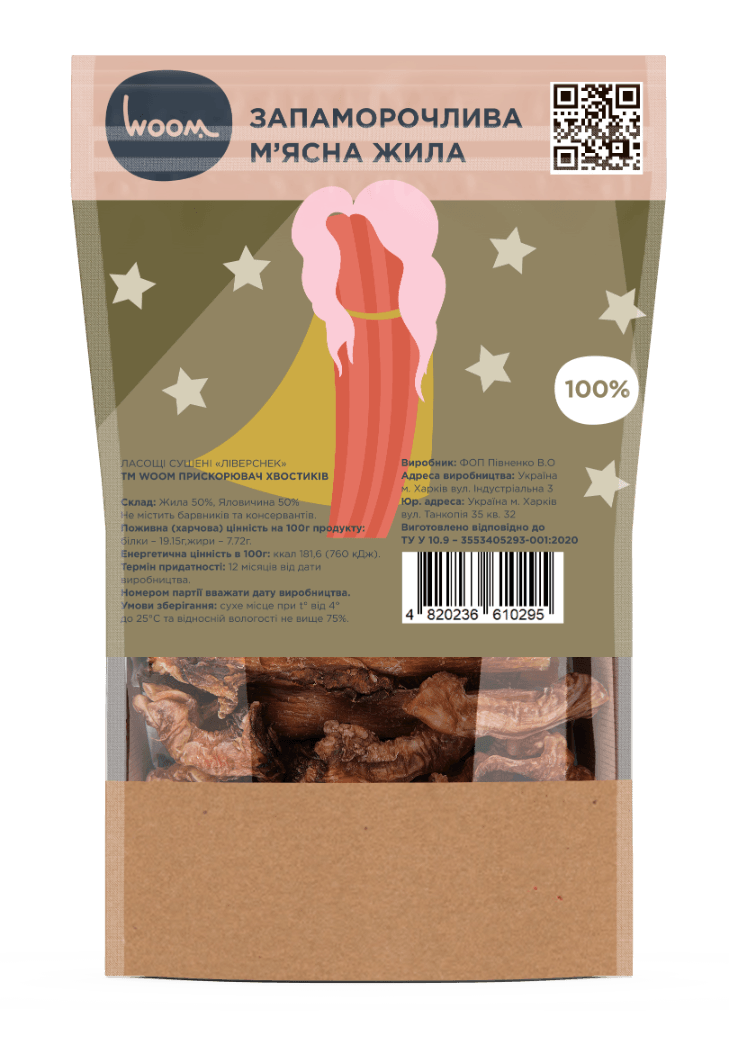 WOOM
ЗАПАМОРОЧЛИВА
М’ЯСНА ЖИЛА
100%
ЛАСОЩІ СУШЕНІ «ЛІВЕРСНЕК»
ТМ WOOM ПРИСКОРЮВАЧ ХВОСТИКІВ
Склад: Жила 50%, Яловичина 50%
Не містить барвників та консервантів.
Поживна (харчова) цінність на 100г продукту:
білки – 19.15г.жири – 7.72г.
Енергетична цінність в 100г: ккал 181,6 (760 кДж).
Термін придатності: 12 місяців від дати
виробництва.
Номером партії вважати дату виробництва.
Умови зберігання: сухе місце при t° від 4°
до 25°C та відносній вологості не вище 75%.
Виробник: ФОП Півненко В.О
Адреса виробництва: Україна
м. Харків вул. Індустріальна 3
Юр. адреса: Україна м. Харків
вул. Танкопія 35 кв. 32
Виготовлено відповідно до
ТУ У 10.9 – 3553405293-001:2020
4 820236 610295